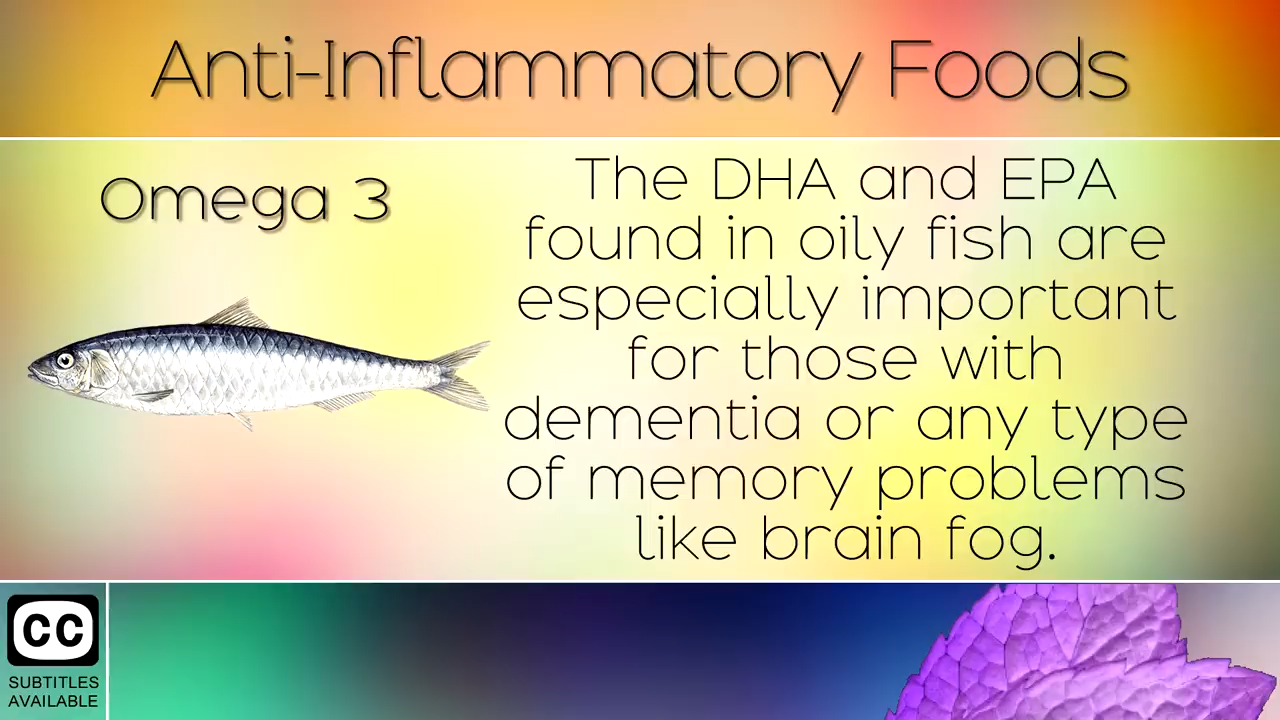 Anti-Inflammatory Foods
Omega 3
The DHA and EPA
found in oily fish are
especially important
for those with
dementia or any type
of memory problems
like brain fog.
CC
SUBTITLES
AVAILABLE